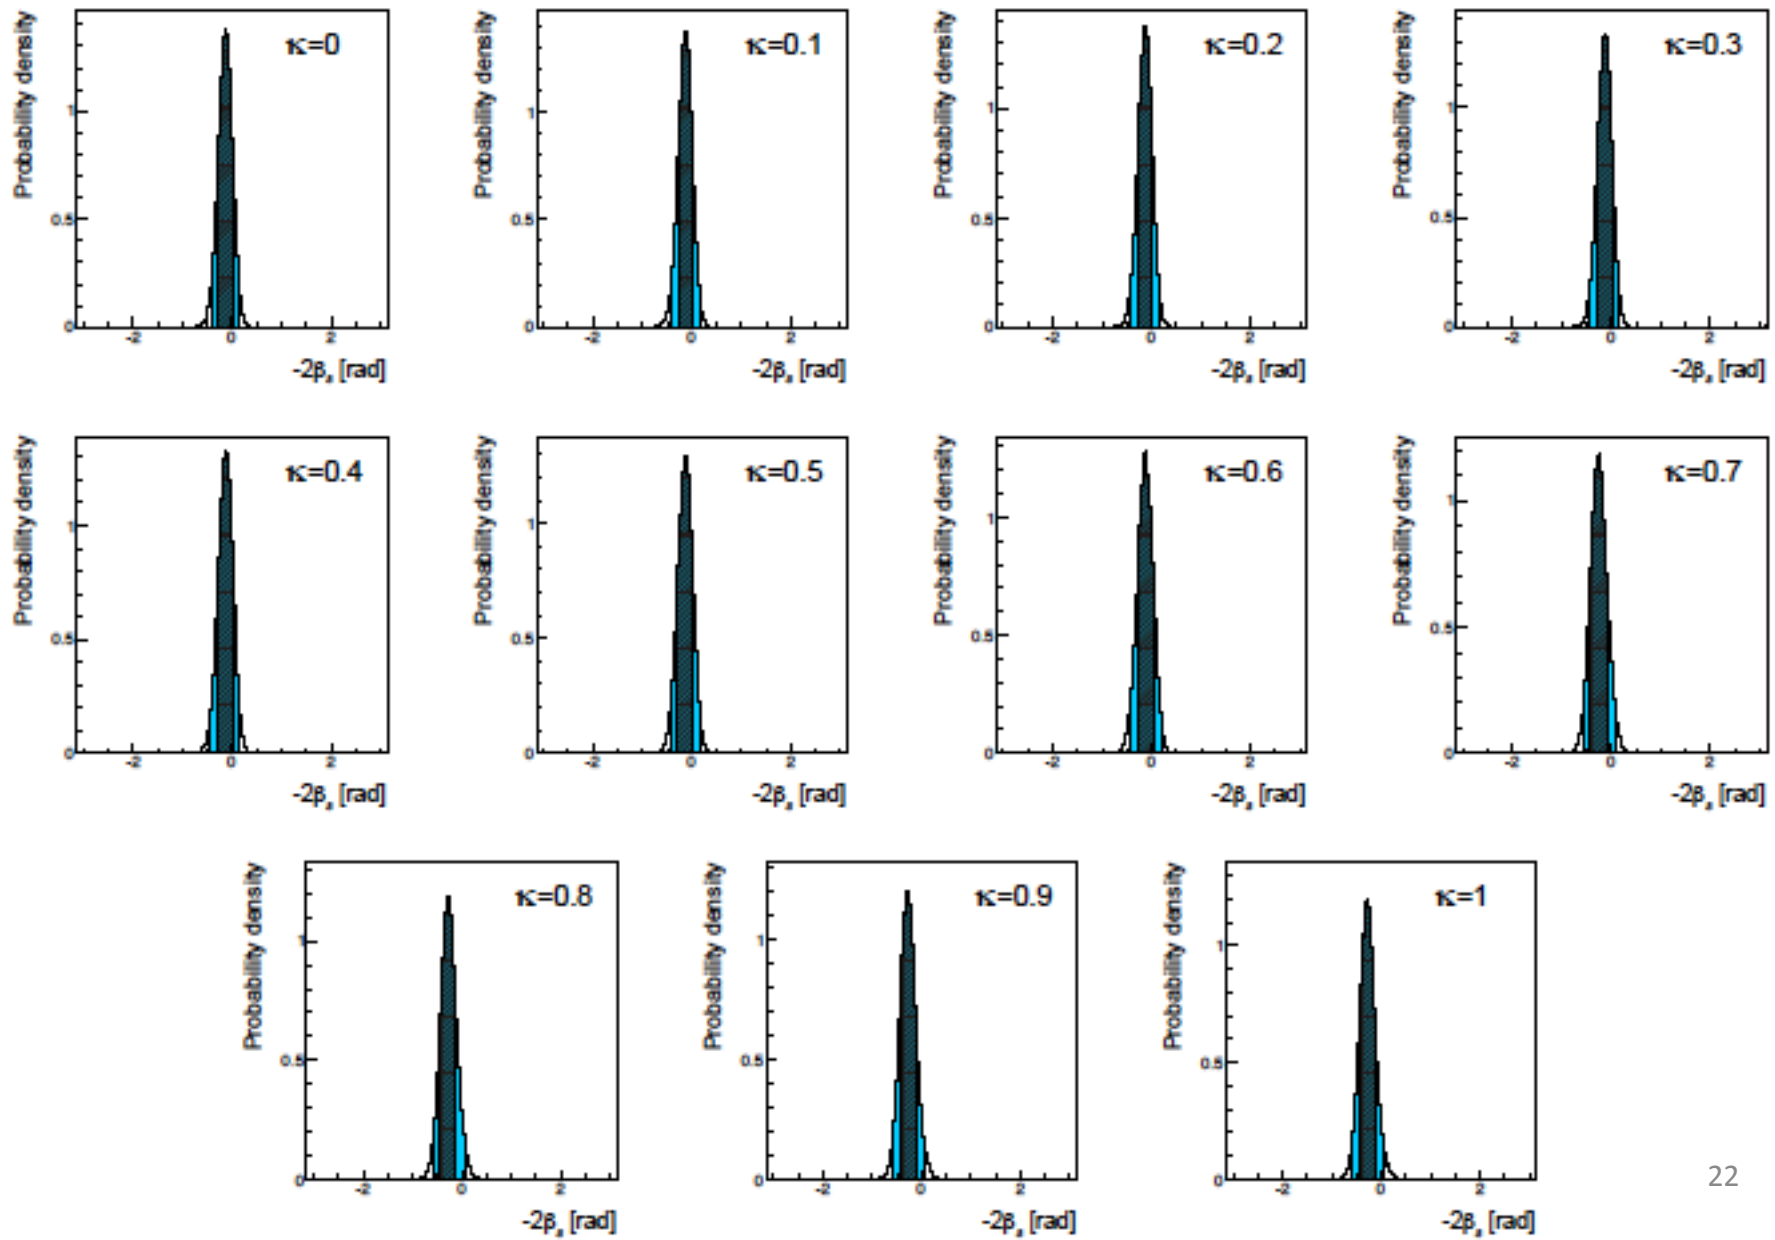 Probability density
κ=0
1
0.5
0
-2 0 2
-2βs [rad]
Probability density
κ=0.1
1
0.5
0
-2 0 2
-2βs [rad]
Probability density
κ=0.2
1
0.5
0
-2 0 2
-2βs [rad]
Probability density
κ=0.3
1
0.5
0
-2 0 2
-2βs [rad]
Probability density
κ=0.4
1
0.5
0
-2 0 2
-2βs [rad]
Probability density
κ=0.5
1
0.5
0
-2 0 2
-2βs [rad]
Probability density
κ=0.6
1
0.5
0
-2 0 2
-2βs [rad]
Probability density
κ=0.7
1
0.5
0
-2 0 2
-2βs [rad]
Probability density
κ=0.8
1
0.5
0
-2 0 2
-2βs [rad]
Probability density
κ=0.9
1
0.5
0
-2 0 2
-2βs [rad]
Probability density
κ=1
1
0.5
0
-2 0 2
-2βs [rad]
22